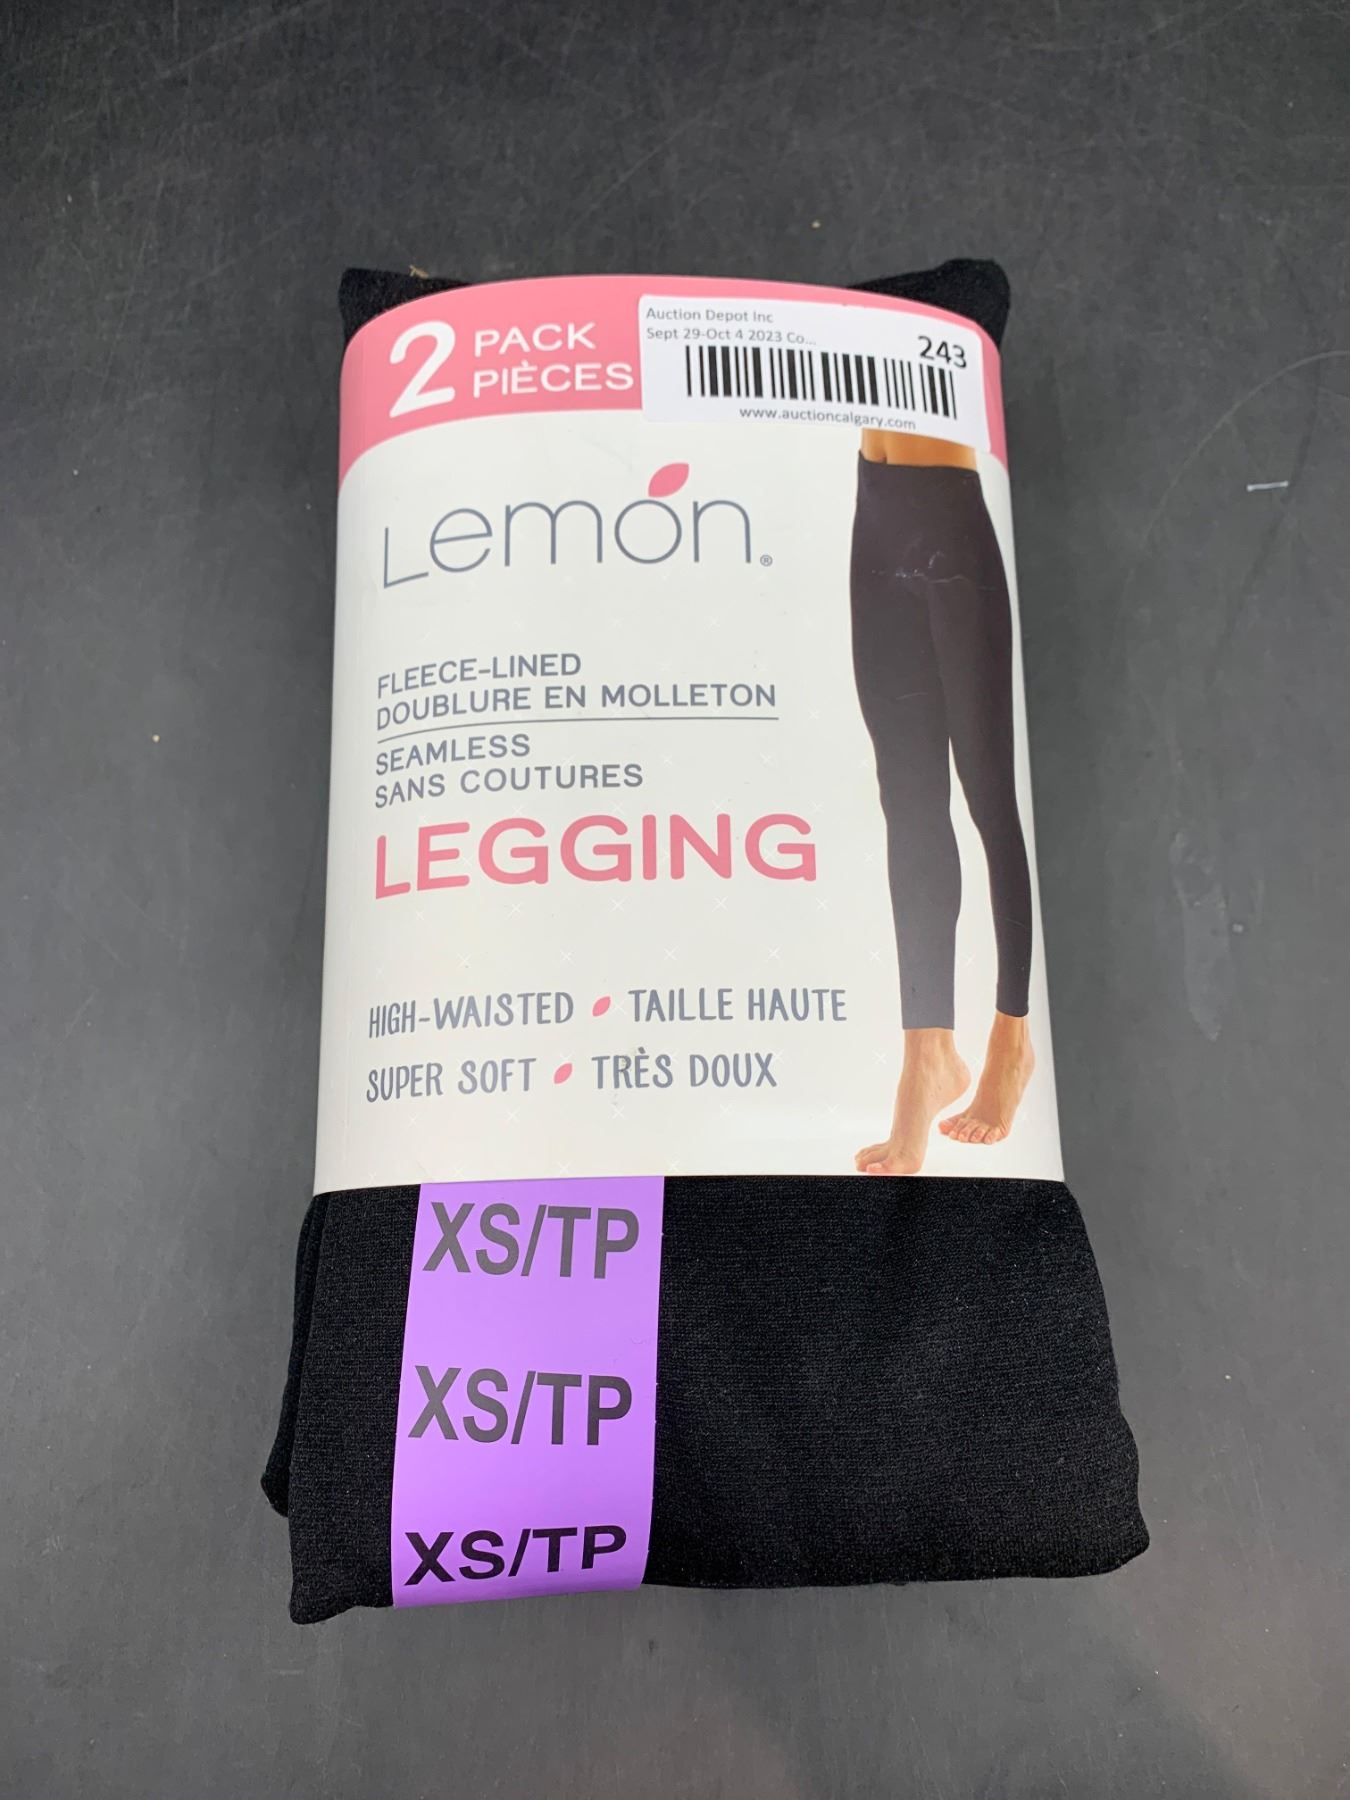 2 PACK
PIÈCES
Auction Depot Inc
Sept 29-Oct 4 2023 Co...
243
www.auctioncalgary.com
Lemon®
FLEECE-LINED
DOUBLURE EN MOLLETON
SEAMLESS
SANS COUTURES
LEGGING
HIGH-WAISTED • TAILLE HAUTE
SUPER SOFT • TRÈS DOUX
XS/TP
XS/TP
XS/TP